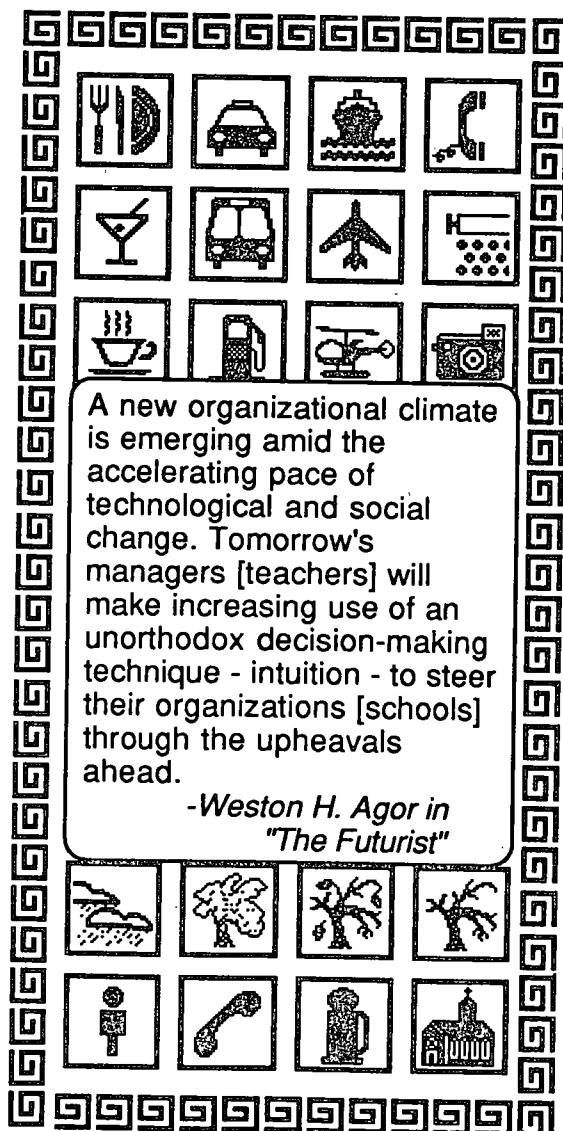 A new organizational climate
is emerging amid the
accelerating pace of
technological and social
change. Tomorrow's
managers [teachers] will
make increasing use of an
unorthodox decision-making
technique - intuition - to steer
their organizations [schools]
through the upheavals
ahead.
-Weston H. Agor in
"The Futurist"